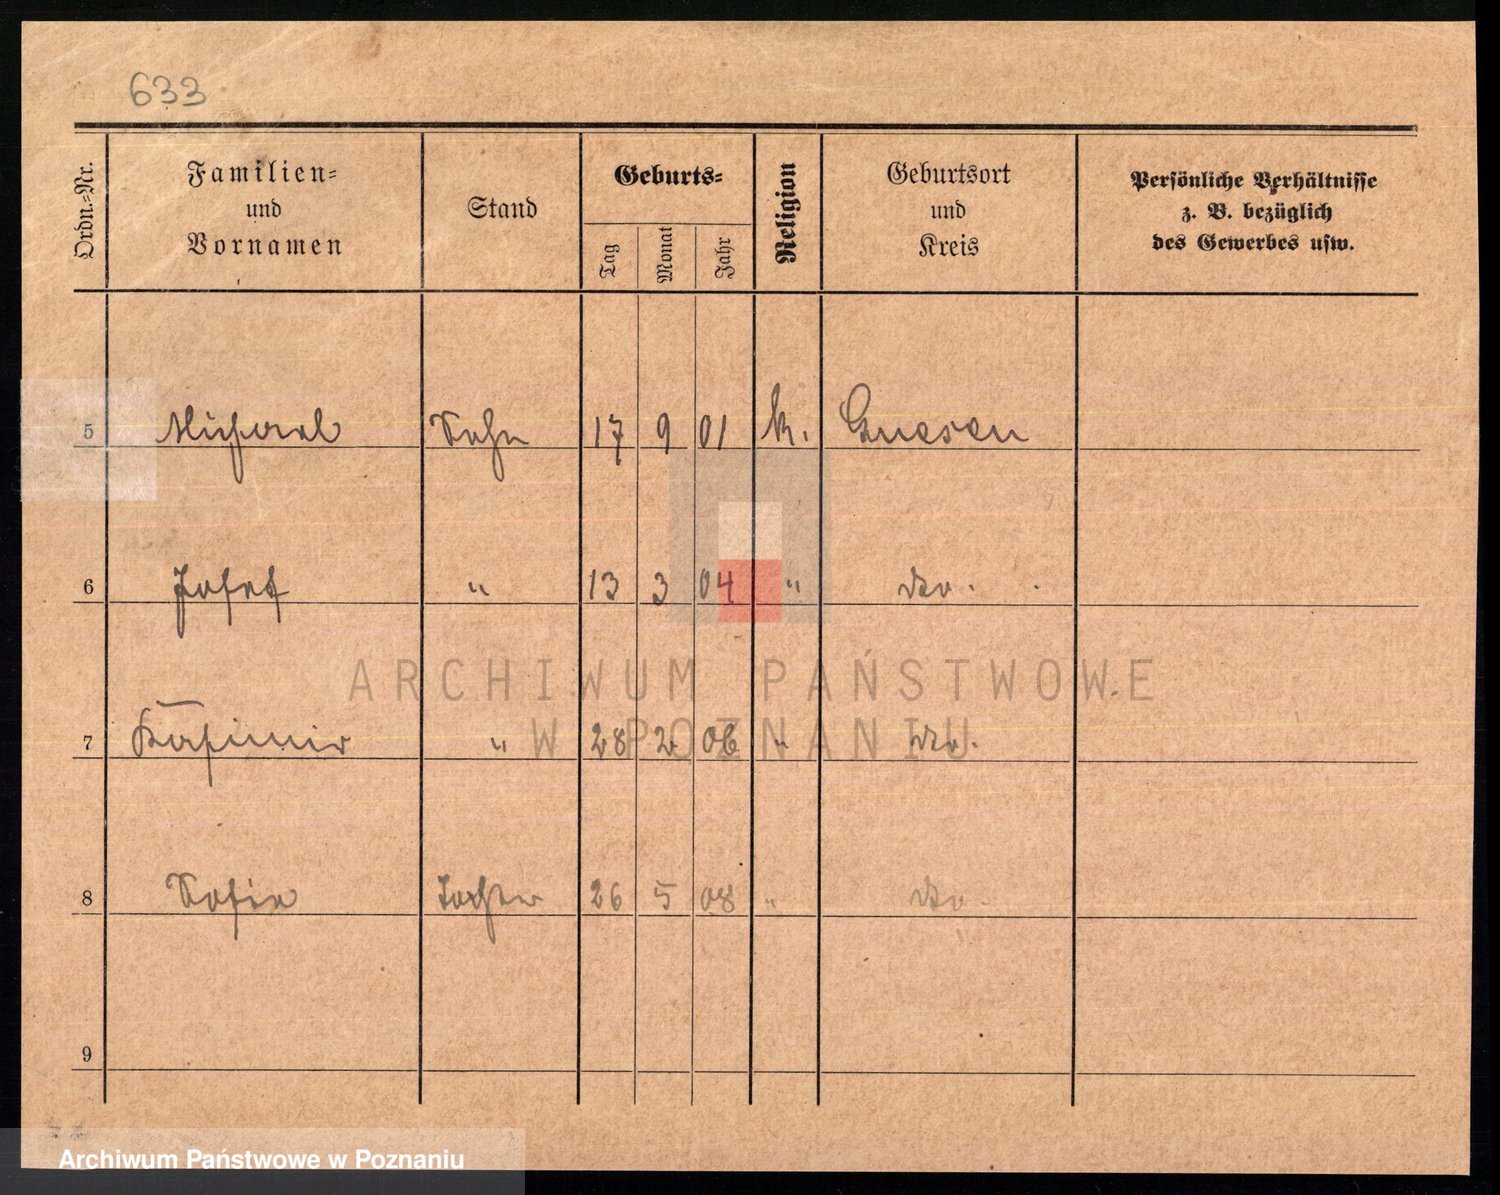 633
Ordn.-Nr.
Familien-
und
Vornamen
Stand
Geburts-
Tag
Monat
Jahr
Religion
Geburtsort
und
Kreis
Persönliche Verhältnisse
z. B. bezüglich
des Gewerbes usw.
5 Michael Sohn 17 9 01 k. Gnesen
6 Josef " 13 3 04 " do.
7 Kasimir " 28 2 06 " do.
8 Sofie Tochter 26 5 08 " do
9
ARCHIWUM PAŃSTWOWE
W POZNANIU
Archiwum Państwowe w Poznaniu